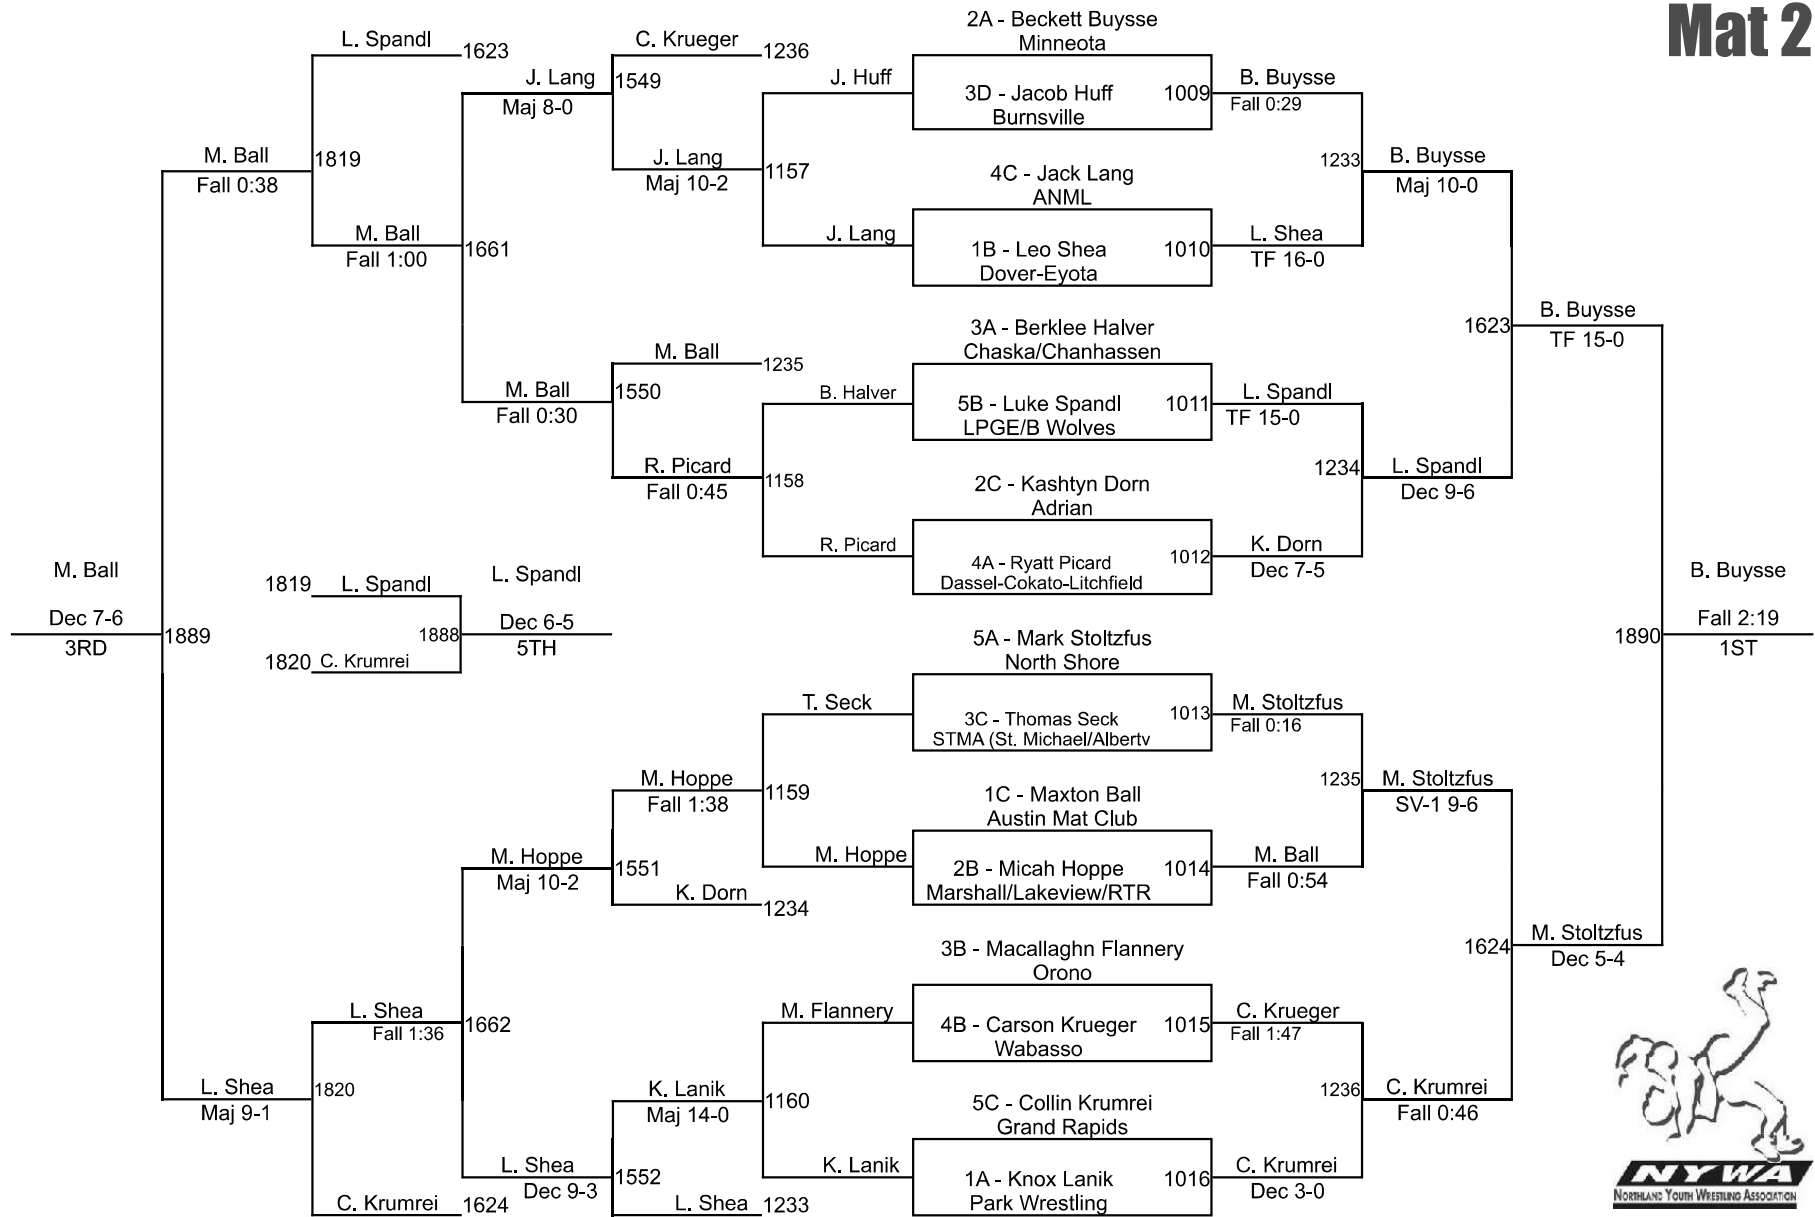 Mat 2
2A - Beckett Buysse
Minneota
L. Spandl
1623
C. Krueger
1236
J. Lang
1549
J. Huff
B. Buysse
Maj 8-0
3D - Jacob Huff
1009
Fall 0:29
Burnsville
M. Ball
1819
J. Lang
1157
4C - Jack Lang
1233
B. Buysse
Fall 0:38
Maj 10-2
ANML
Maj 10-0
M. Ball
1661
J. Lang
1B - Leo Shea
1010
L. Shea
Fall 1:00
Dover-Eyota
TF 16-0
3A - Berklee Halver
1623
B. Buysse
Chaska/Chanhassen
TF 15-0
M. Ball
1235
M. Ball
1550
B. Halver
5B - Luke Spandl
1011
L. Spandl
Fall 0:30
LPGE/B Wolves
TF 15-0
R. Picard
1158
2C - Kashtyn Dorn
1234
L. Spandl
Fall 0:45
Adrian
Dec 9-6
R. Picard
4A - Ryatt Picard
1012
K. Dorn
Dassel-Cokato-Litchfield
Dec 7-5
M. Ball
1819
L. Spandl
L. Spandl
B. Buysse
Dec 7-6
1889
1888
Dec 6-5
1890
Fall 2:19
3RD
1820
C. Krumrei
5TH
1ST
5A - Mark Stoltzfus
North Shore
T. Seck
3C - Thomas Seck
1013
M. Stoltzfus
STMA (St. Michael/Albertv
Fall 0:16
M. Hoppe
1159
1C - Maxton Ball
1235
M. Stoltzfus
Fall 1:38
Austin Mat Club
SV-1 9-6
M. Hoppe
1551
M. Hoppe
2B - Micah Hoppe
1014
M. Ball
Maj 10-2
Marshall/Lakeview/RTR
Fall 0:54
K. Dorn
1234
3B - Macallaghn Flannery
1624
M. Stoltzfus
Orono
Dec 5-4
L. Shea
1662
M. Flannery
4B - Carson Krueger
1015
C. Krueger
Fall 1:36
Wabasso
Fall 1:47
L. Shea
1820
K. Lanik
1160
5C - Collin Krumrei
1236
C. Krumrei
Maj 9-1
Maj 14-0
Grand Rapids
Fall 0:46
L. Shea
1552
K. Lanik
1A - Knox Lanik
1016
C. Krumrei
Dec 9-3
Park Wrestling
Dec 3-0
C. Krumrei
1624
L. Shea
1233
NYWA
NORTHLAND YOUTH WRESTLING ASSOCIATION